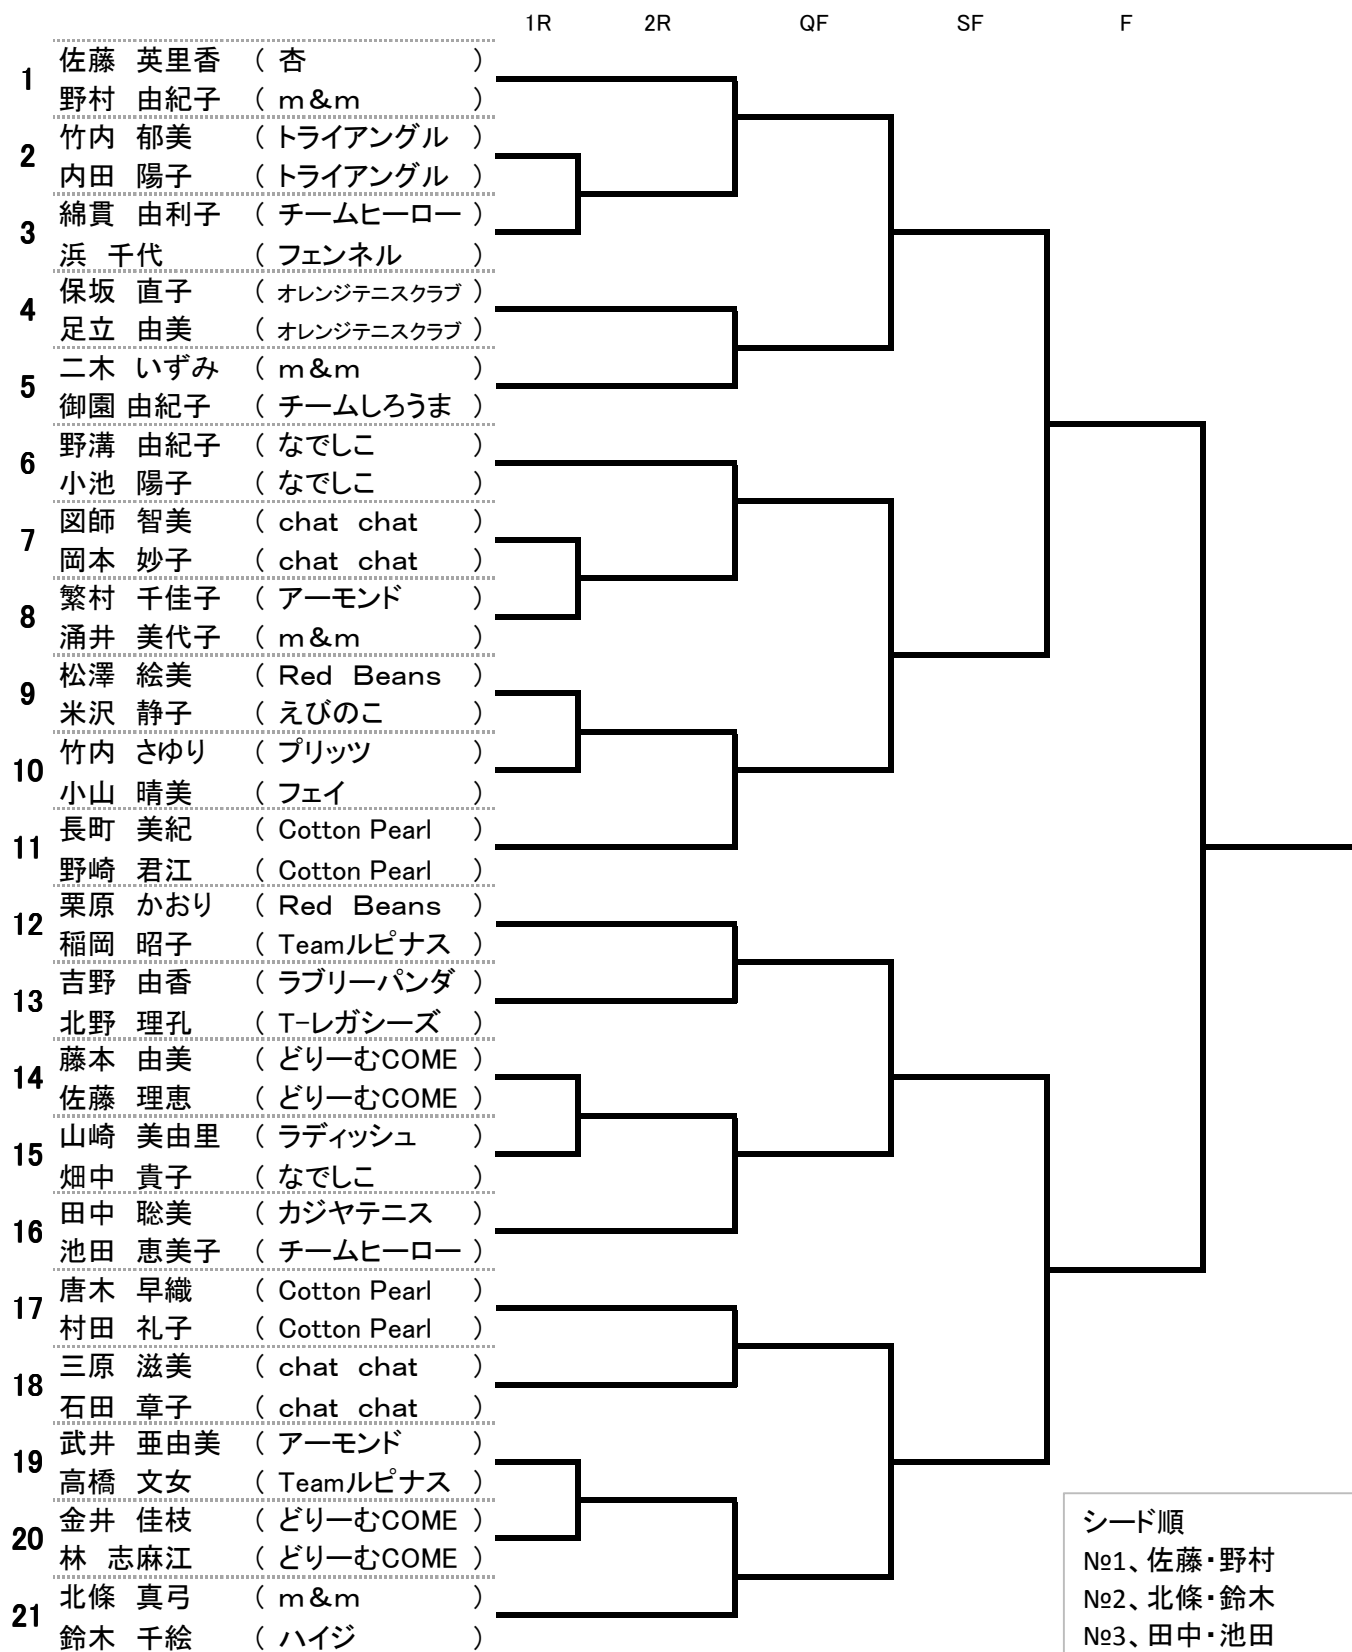 1R 2R QF SF F
1
佐藤 英里香 ( 杏 )
野村 由紀子 ( m&m )
2
竹内 郁美 ( トライアングル )
内田 陽子 ( トライアングル )
3
綿貫 由利子 ( チームヒーロー )
浜 千代 ( フェンネル )
4
保坂 直子 ( オレンジテニスクラブ )
足立 由美 ( オレンジテニスクラブ )
5
二木 いずみ ( m&m )
御園 由紀子 ( チームしろうま )
6
野溝 由紀子 ( なでしこ )
小池 陽子 ( なでしこ )
7
図師 智美 ( chat chat )
岡本 妙子 ( chat chat )
8
繁村 千佳子 ( アーモンド )
涌井 美代子 ( m&m )
9
松澤 絵美 ( Red Beans )
米沢 静子 ( えびのこ )
10
竹内 さゆり ( プリッツ )
小山 晴美 ( フェイ )
11
長町 美紀 ( Cotton Pearl )
野崎 君江 ( Cotton Pearl )
12
栗原 かおり ( Red Beans )
稲岡 昭子 ( Teamルピナス )
13
吉野 由香 ( ラブリーパンダ )
北野 理孔 ( T-レガシーズ )
14
藤本 由美 ( どりーむCOME )
佐藤 理恵 ( どりーむCOME )
15
山崎 美由里 ( ラディッシュ )
畑中 貴子 ( なでしこ )
16
田中 聡美 ( カジヤテニス )
池田 恵美子 ( チームヒーロー )
17
唐木 早織 ( Cotton Pearl )
村田 礼子 ( Cotton Pearl )
18
三原 滋美 ( chat chat )
石田 章子 ( chat chat )
19
武井 亜由美 ( アーモンド )
高橋 文女 ( Teamルピナス )
20
金井 佳枝 ( どりーむCOME )
林 志麻江 ( どりーむCOME )
21
北條 真弓 ( m&m )
鈴木 千絵 ( ハイジ )
シード順
№1、佐藤・野村
№2、北條・鈴木
№3、田中・池田